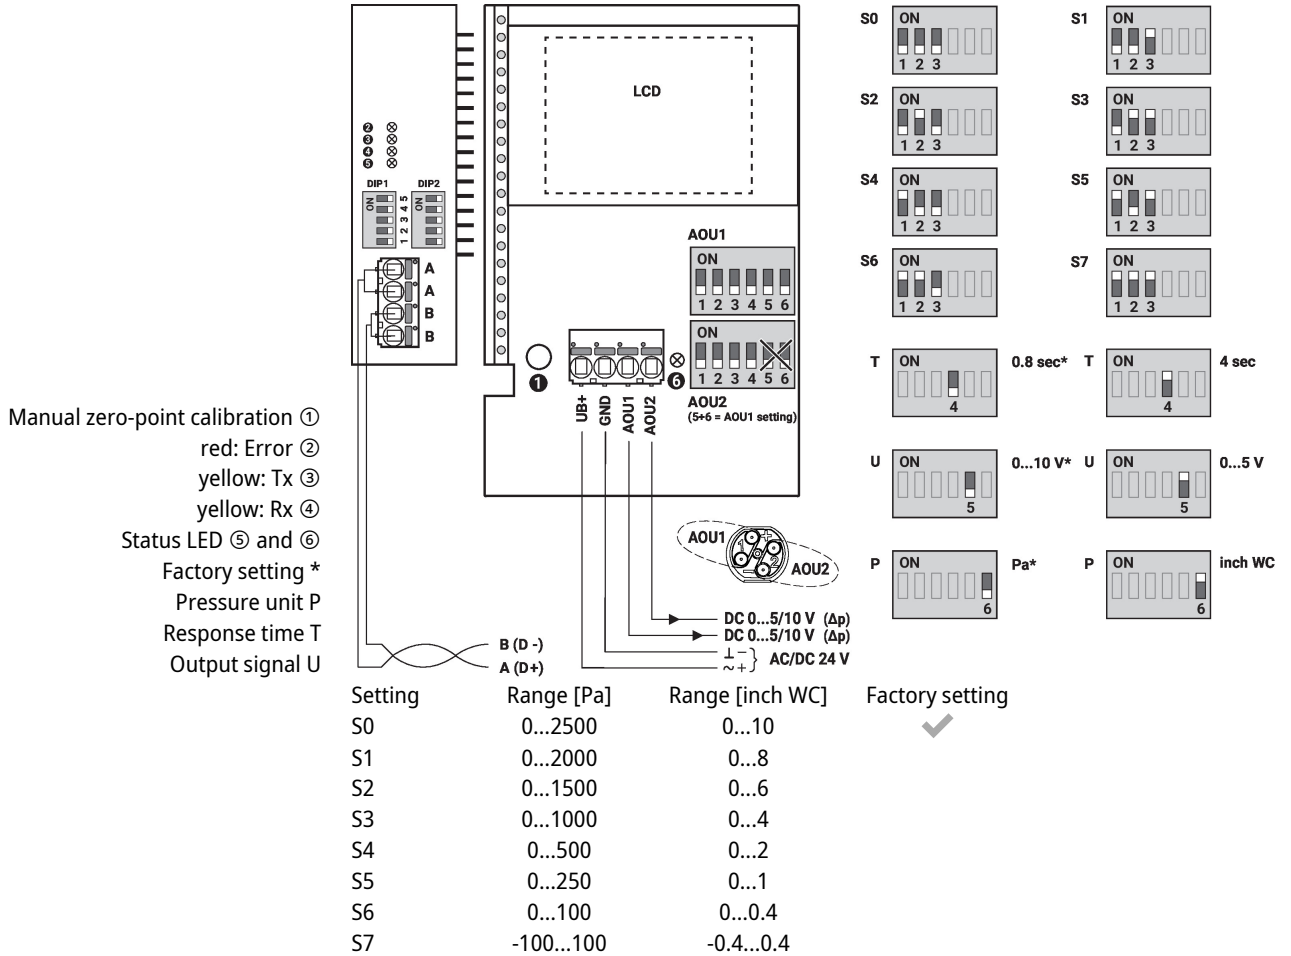 LCD
❷
❸
❹
❺
DIP1 DIP2
ON ON
1 2 3 4 5
A
A
B
B
AOU1
ON
1 2 3 4 5 6
ON
1 2 3 4 5 6
AOU2
(5+6 = AOU1 setting)
❶ ❻
UB+ GND AOU1 AOU2
AOU1 1 + 2 − AOU2
DC 0...5/10 V (Δp)
DC 0...5/10 V (Δp)
⊥ −
~ + } AC/DC 24 V
B (D -)
A (D+)
S0 ON 1 2 3
S1 ON 1 2 3
S2 ON 1 2 3
S3 ON 1 2 3
S4 ON 1 2 3
S5 ON 1 2 3
S6 ON 1 2 3
S7 ON 1 2 3
T ON 4 0.8 sec*
T ON 4 4 sec
U ON 5 0...10 V*
U ON 5 0...5 V
P ON 6 Pa*
P ON 6 inch WC
Manual zero-point calibration ①
red: Error ②
yellow: Tx ③
yellow: Rx ④
Status LED ⑤ and ⑥
Factory setting *
Pressure unit P
Response time T
Output signal U
Setting Range [Pa] Range [inch WC] Factory setting
S0 0...2500 0...10 ✔
S1 0...2000 0...8
S2 0...1500 0...6
S3 0...1000 0...4
S4 0...500 0...2
S5 0...250 0...1
S6 0...100 0...0.4
S7 -100...100 -0.4...0.4